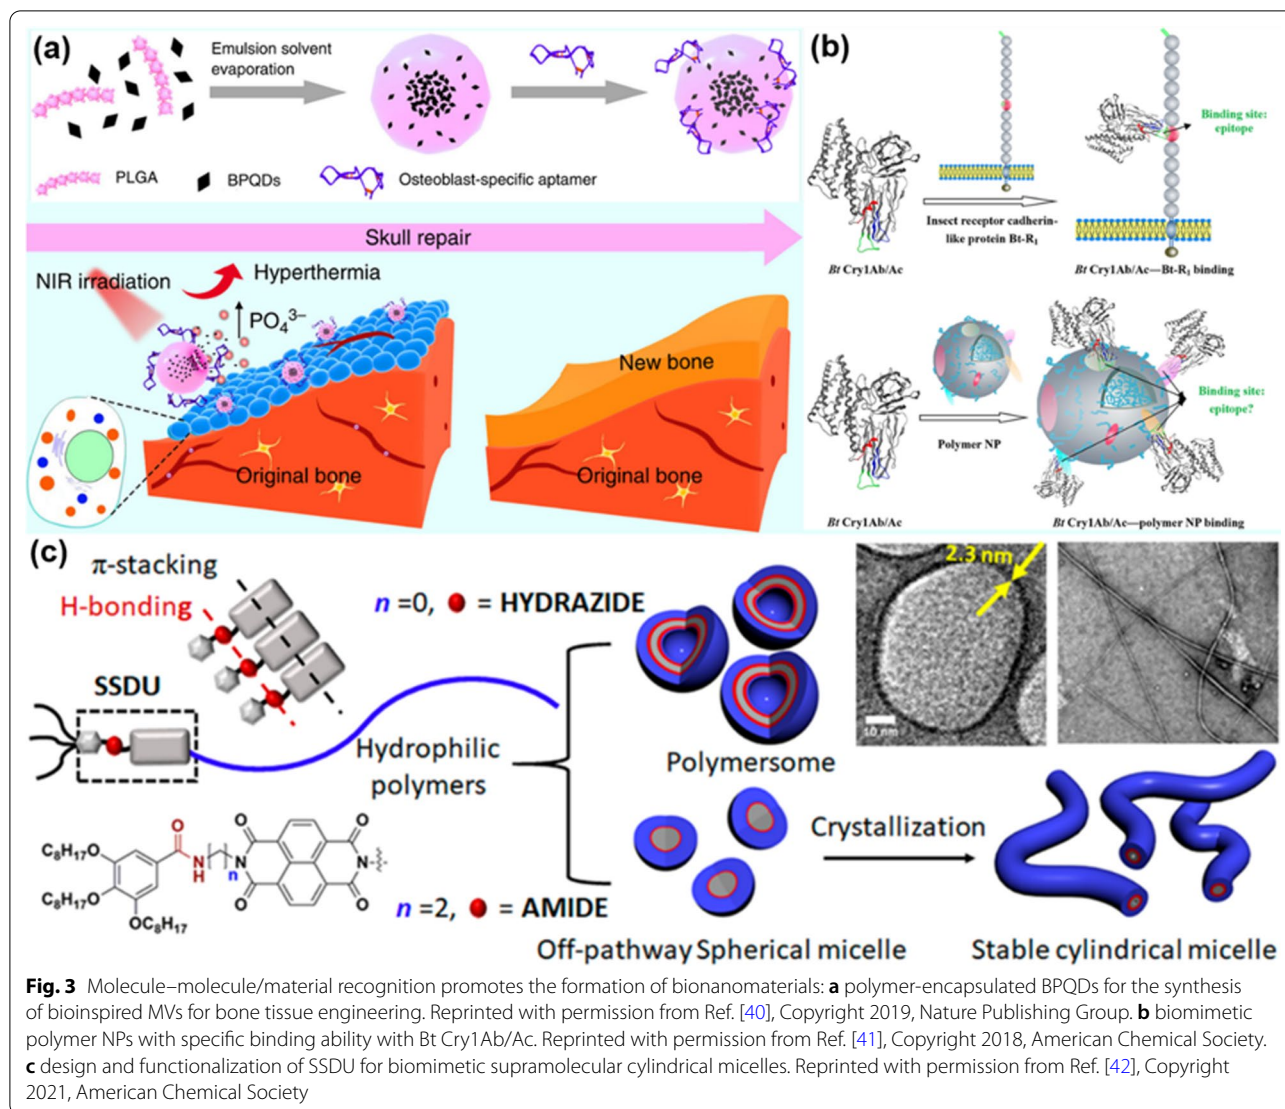 (a)
Emulsion solvent
evaporation
PLGA
BPQDs
Osteoblast-specific aptamer
Skull repair
NIR irradiation
Hyperthermia
PO₄³⁻
Original bone
New bone
Original bone
(b)
Bt Cry1Ab/Ac
Insect receptor cadherin-
like protein Bt-R₁
Binding site:
epitope
Bt Cry1Ab/Ac—Bt-R₁ binding
Bt Cry1Ab/Ac
Polymer NP
Binding site:
epitope?
Bt Cry1Ab/Ac—polymer NP binding
(c)
π-stacking
H-bonding
SSDU
n =0, = HYDRAZIDE
Hydrophilic
polymers
O
C₈H₁₇O
C₈H₁₇O
OC₈H₁₇
N
H
n
O
O
N
N
O
O
n =2, = AMIDE
Polymersome
2.3 nm
10 nm
Crystallization
Off-pathway Spherical micelle
Stable cylindrical micelle
Fig. 3 Molecule–molecule/material recognition promotes the formation of bionanomaterials: a polymer-encapsulated BPQDs for the synthesis
of bioinspired MVs for bone tissue engineering. Reprinted with permission from Ref. [40], Copyright 2019, Nature Publishing Group. b biomimetic
polymer NPs with specific binding ability with Bt Cry1Ab/Ac. Reprinted with permission from Ref. [41], Copyright 2018, American Chemical Society.
c design and functionalization of SSDU for biomimetic supramolecular cylindrical micelles. Reprinted with permission from Ref. [42], Copyright
2021, American Chemical Society